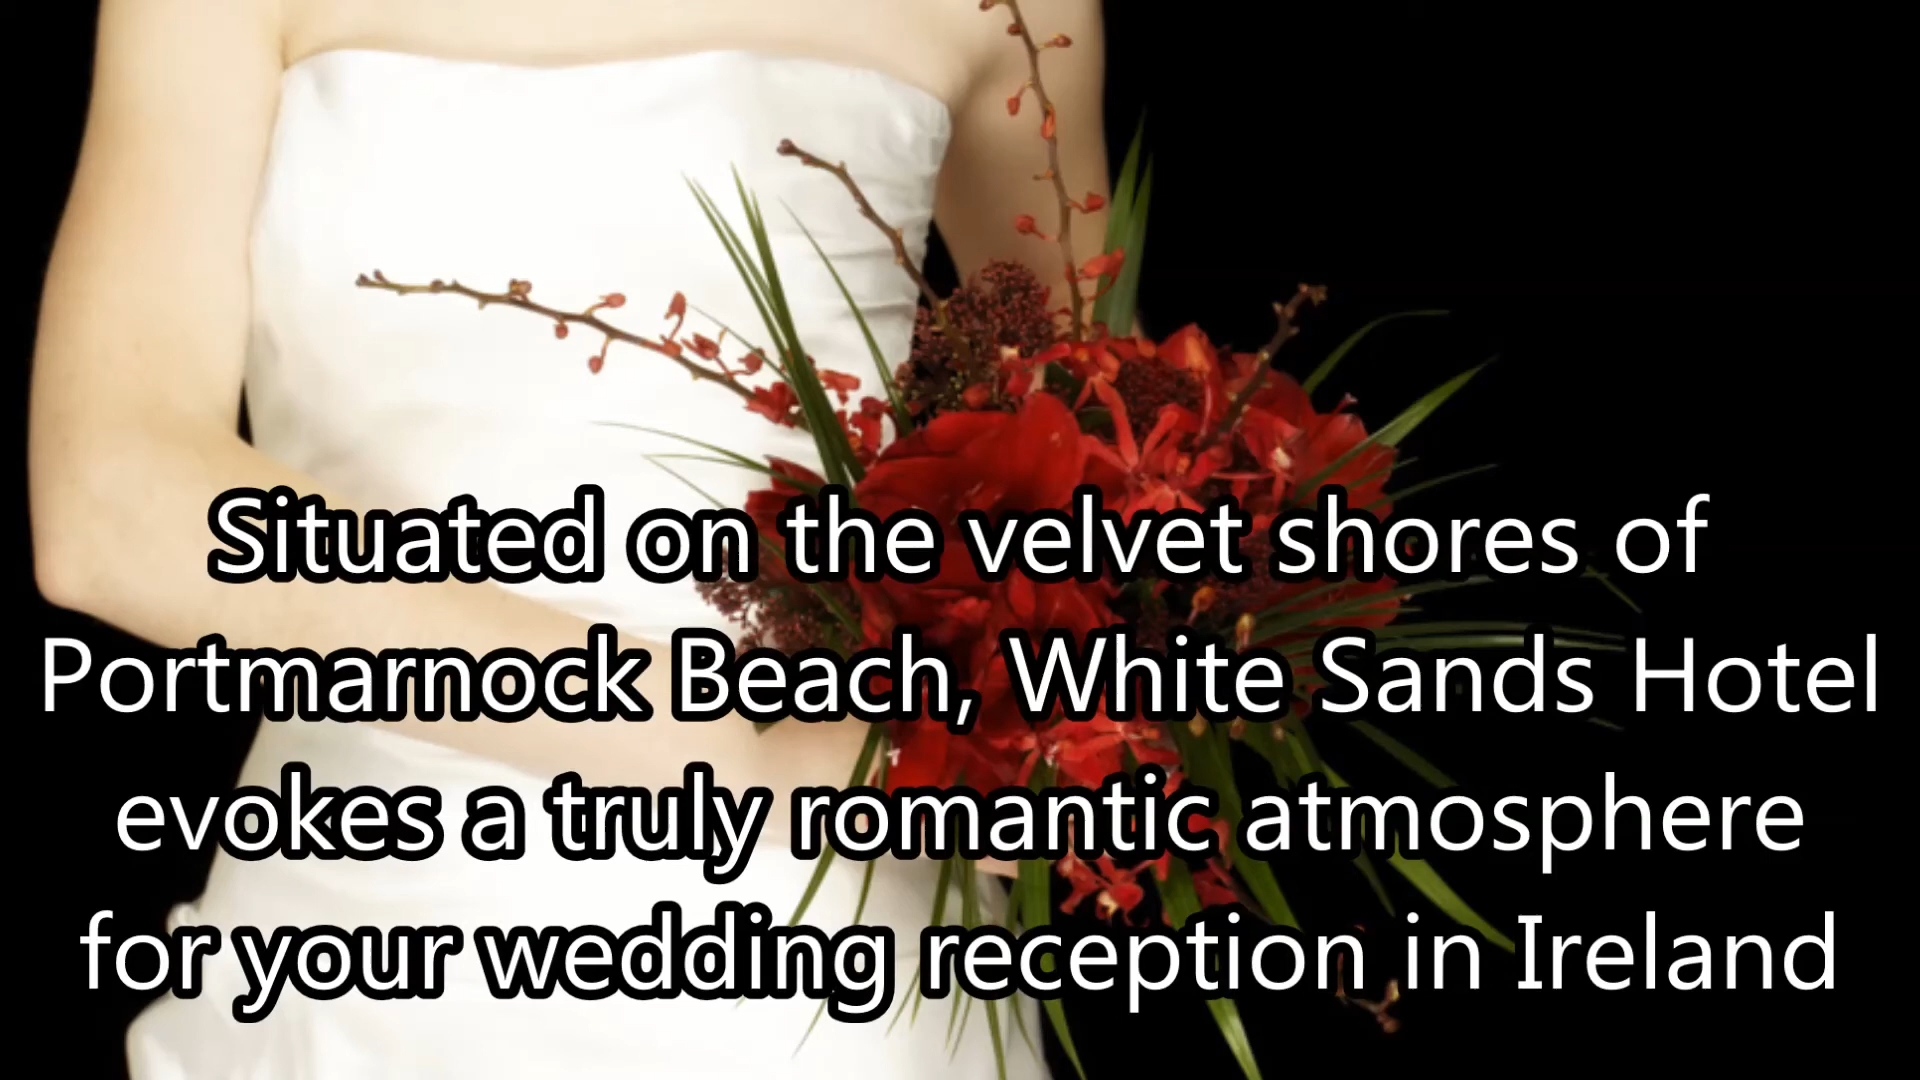 Situated on the velvet shores of
Portmarnock Beach, White Sands Hotel
evokes a truly romantic atmosphere
for your wedding reception in Ireland